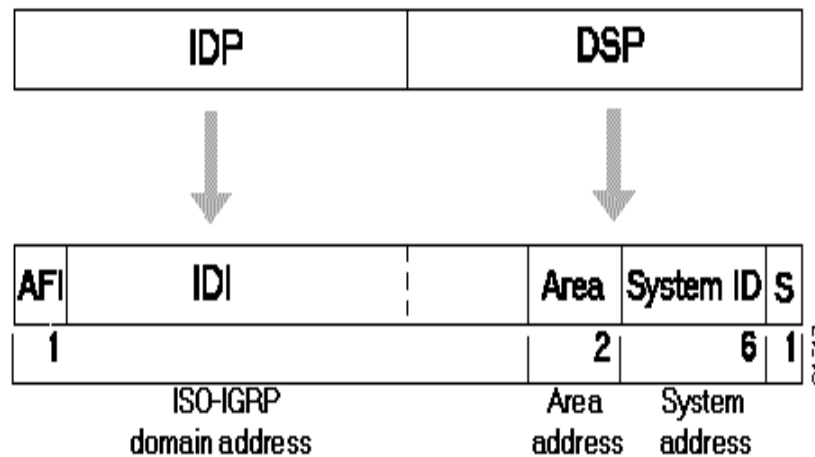 IDP DSP
AFI IDI Area System ID S
1 2 6 1
ISO-IGRP Area System
domain address address address